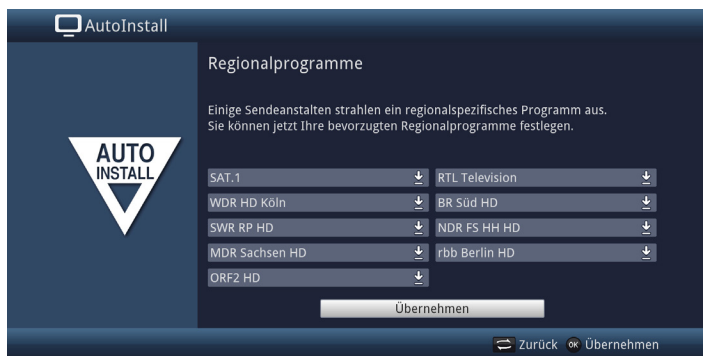 AutoInstall
Regionalprogramme
Einige Sendeanstalten strahlen ein regionalspezifisches Programm aus.
Sie können jetzt Ihre bevorzugten Regionalprogramme festlegen.
AUTO
INSTALL
SAT.1
RTL Television
WDR HD Köln
BR Süd HD
SWR RP HD
NDR FS HH HD
MDR Sachsen HD
rbb Berlin HD
ORF2 HD
Übernehmen
Zurück OK Übernehmen